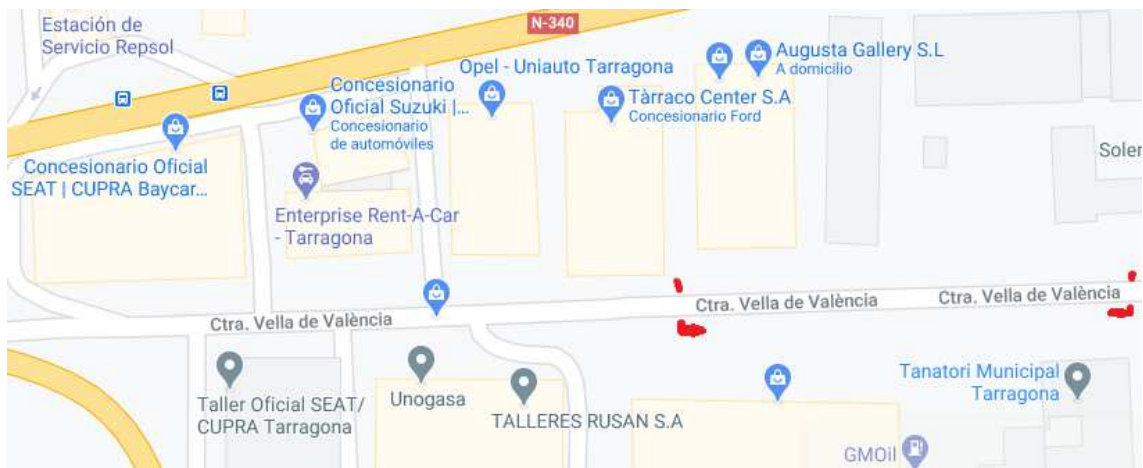 Estación de
Servicio Repsol
N-340
Concesionario
Oficial Suzuki |...
Concesionario
de automóviles
Opel - Uniauto Tarragona
Tàrraco Center S.A
Concesionario Ford
Augusta Gallery S.L
A domicilio
Soler
Concesionario Oficial
SEAT | CUPRA Baycar...
Enterprise Rent-A-Car
- Tarragona
Ctra. Vella de València
Ctra. Vella de València
Ctra. Vella de València
Taller Oficial SEAT/
CUPRA Tarragona
Unogasa
TALLERES RUSAN S.A
Tanatori Municipal
Tarragona
GMOil